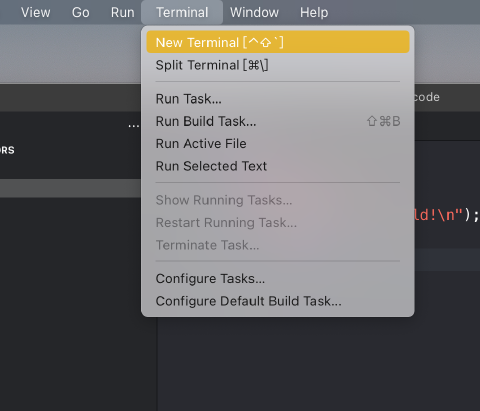 View Go Run Terminal Window Help
New Terminal [⌃⇧`]
Split Terminal [⌘\]
Run Task...
code
Run Build Task... ⇧⌘B
...
Run Active File
ORS
Run Selected Text
Show Running Tasks...
ld!\n");
Restart Running Task...
Terminate Task...
Configure Tasks...
Configure Default Build Task...